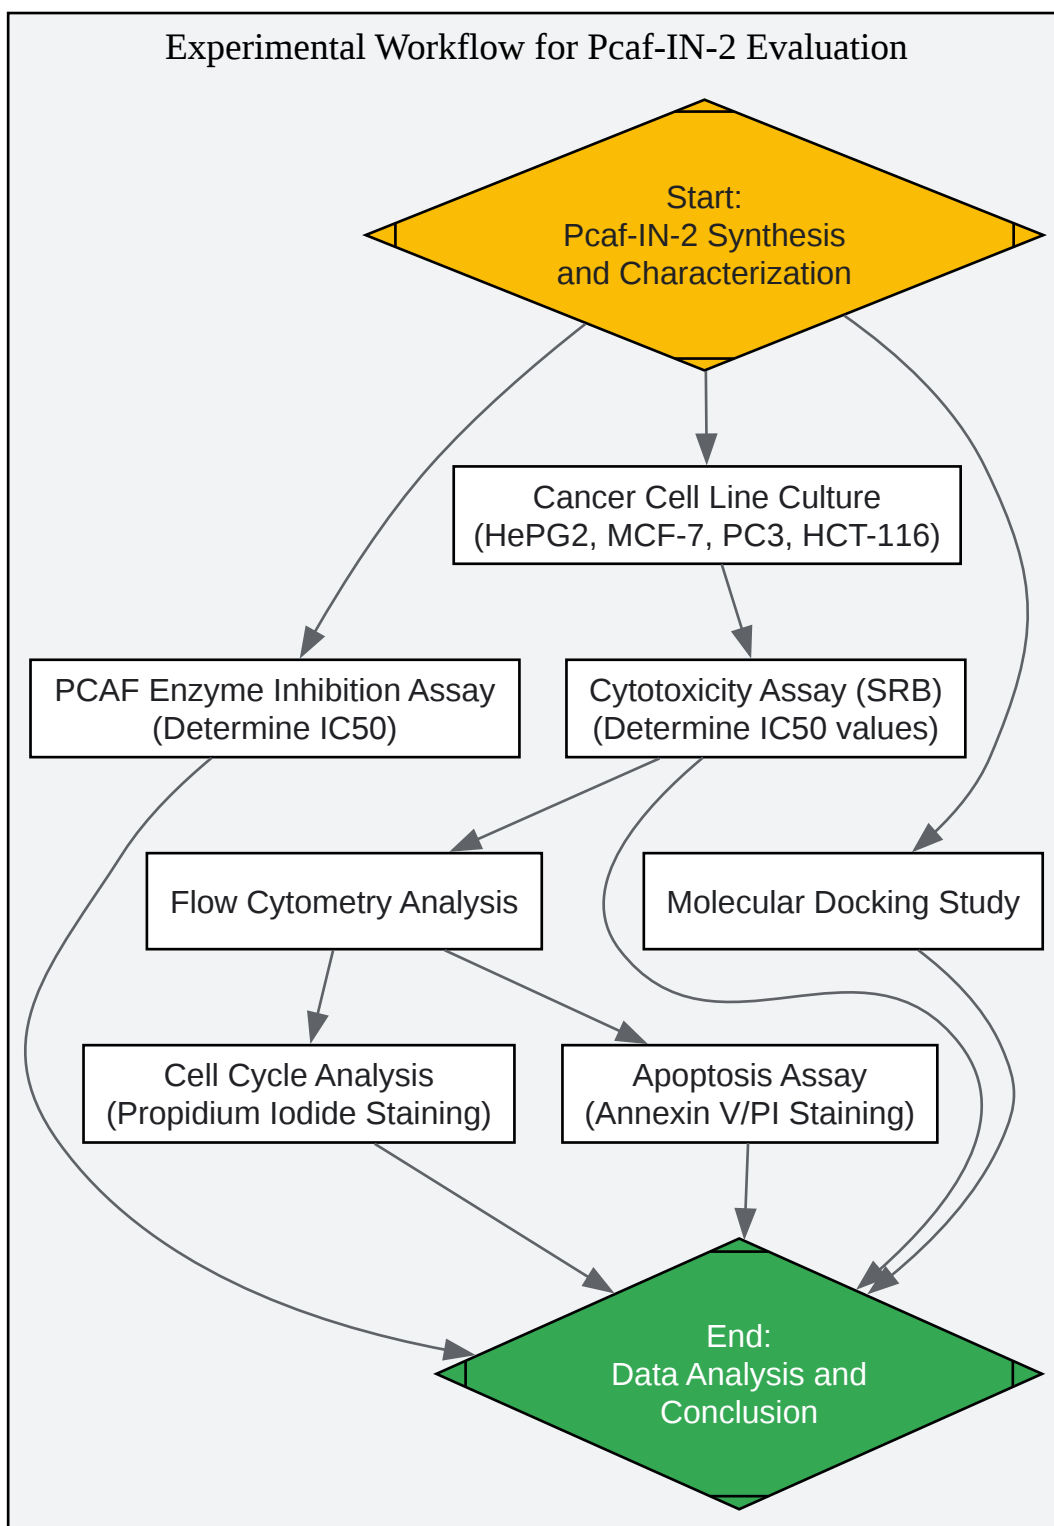 Experimental Workflow for Pcaf-IN-2 Evaluation
Start:
Pcaf-IN-2 Synthesis
and Characterization
Cancer Cell Line Culture
(HePG2, MCF-7, PC3, HCT-116)
PCAF Enzyme Inhibition Assay
(Determine IC50)
Cytotoxicity Assay (SRB)
(Determine IC50 values)
Flow Cytometry Analysis
Molecular Docking Study
Cell Cycle Analysis
(Propidium Iodide Staining)
Apoptosis Assay
(Annexin V/PI Staining)
End:
Data Analysis and
Conclusion